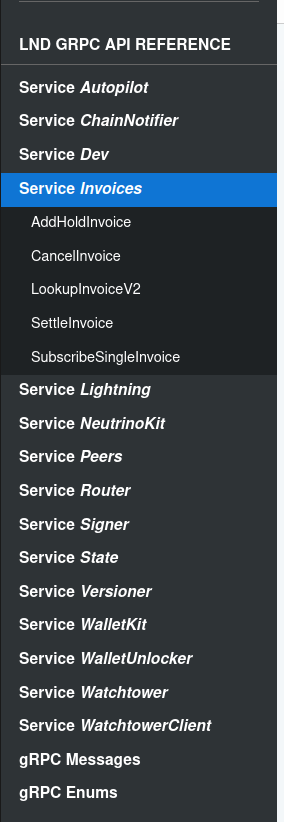 LND GRPC API REFERENCE
Service Autopilot
Service ChainNotifier
Service Dev
Service Invoices
AddHoldInvoice
CancelInvoice
LookupInvoiceV2
SettleInvoice
SubscribeSingleInvoice
Service Lightning
Service NeutrinoKit
Service Peers
Service Router
Service Signer
Service State
Service Versioner
Service WalletKit
Service WalletUnlocker
Service Watchtower
Service WatchtowerClient
gRPC Messages
gRPC Enums